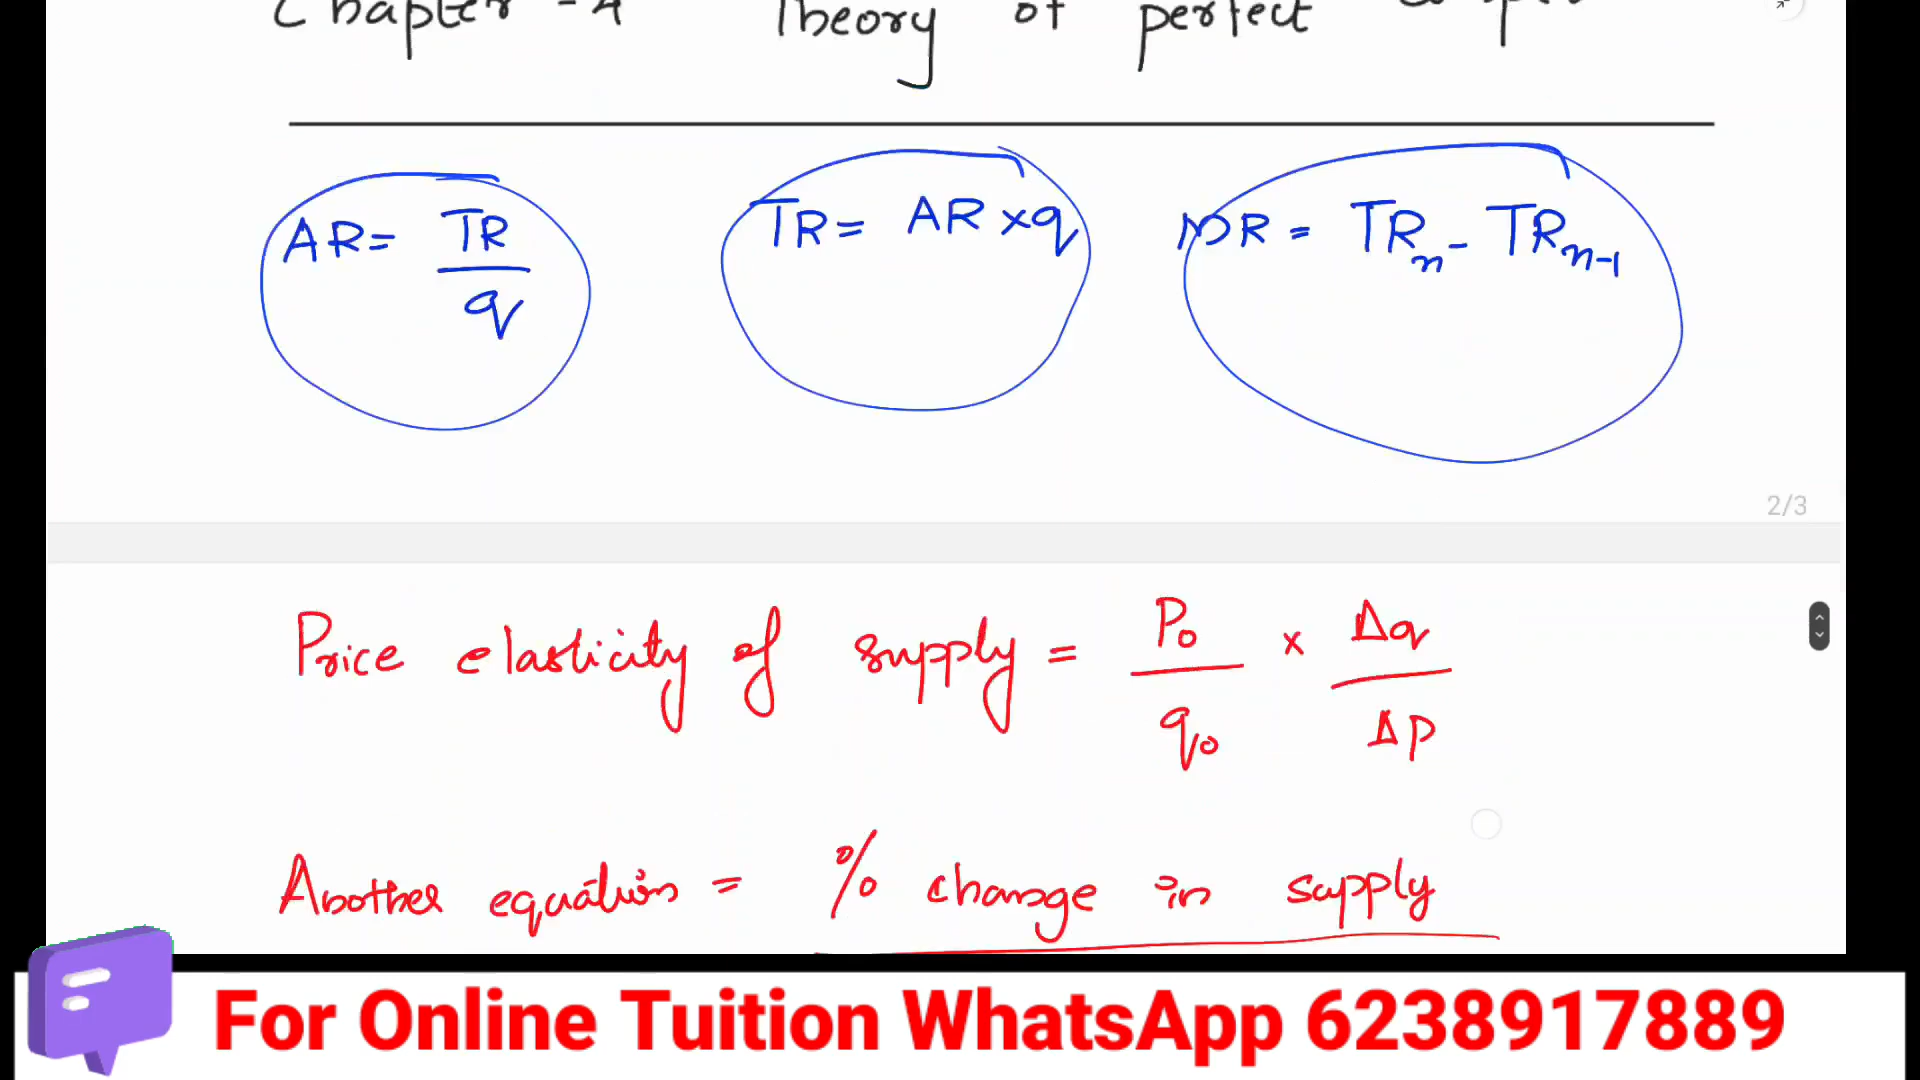 Chapter - 4 Theory of perfect
AR = TR/q TR = AR × q MR = TRn - TRn-1
2/3
Price elasticity of supply = P0/q0 × Δq/Δp
Another equation = % change in supply
For Online Tuition WhatsApp 6238917889